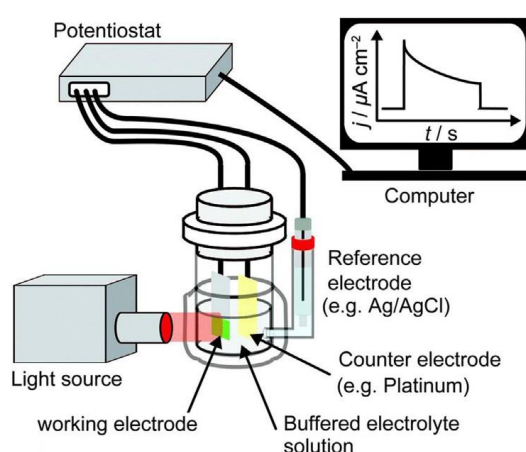 Potentiostat
j / µA cm⁻²
t / s
Computer
Reference
electrode
(e.g. Ag/AgCl)
Light source
Counter electrode
(e.g. Platinum)
working electrode
Buffered electrolyte
solution